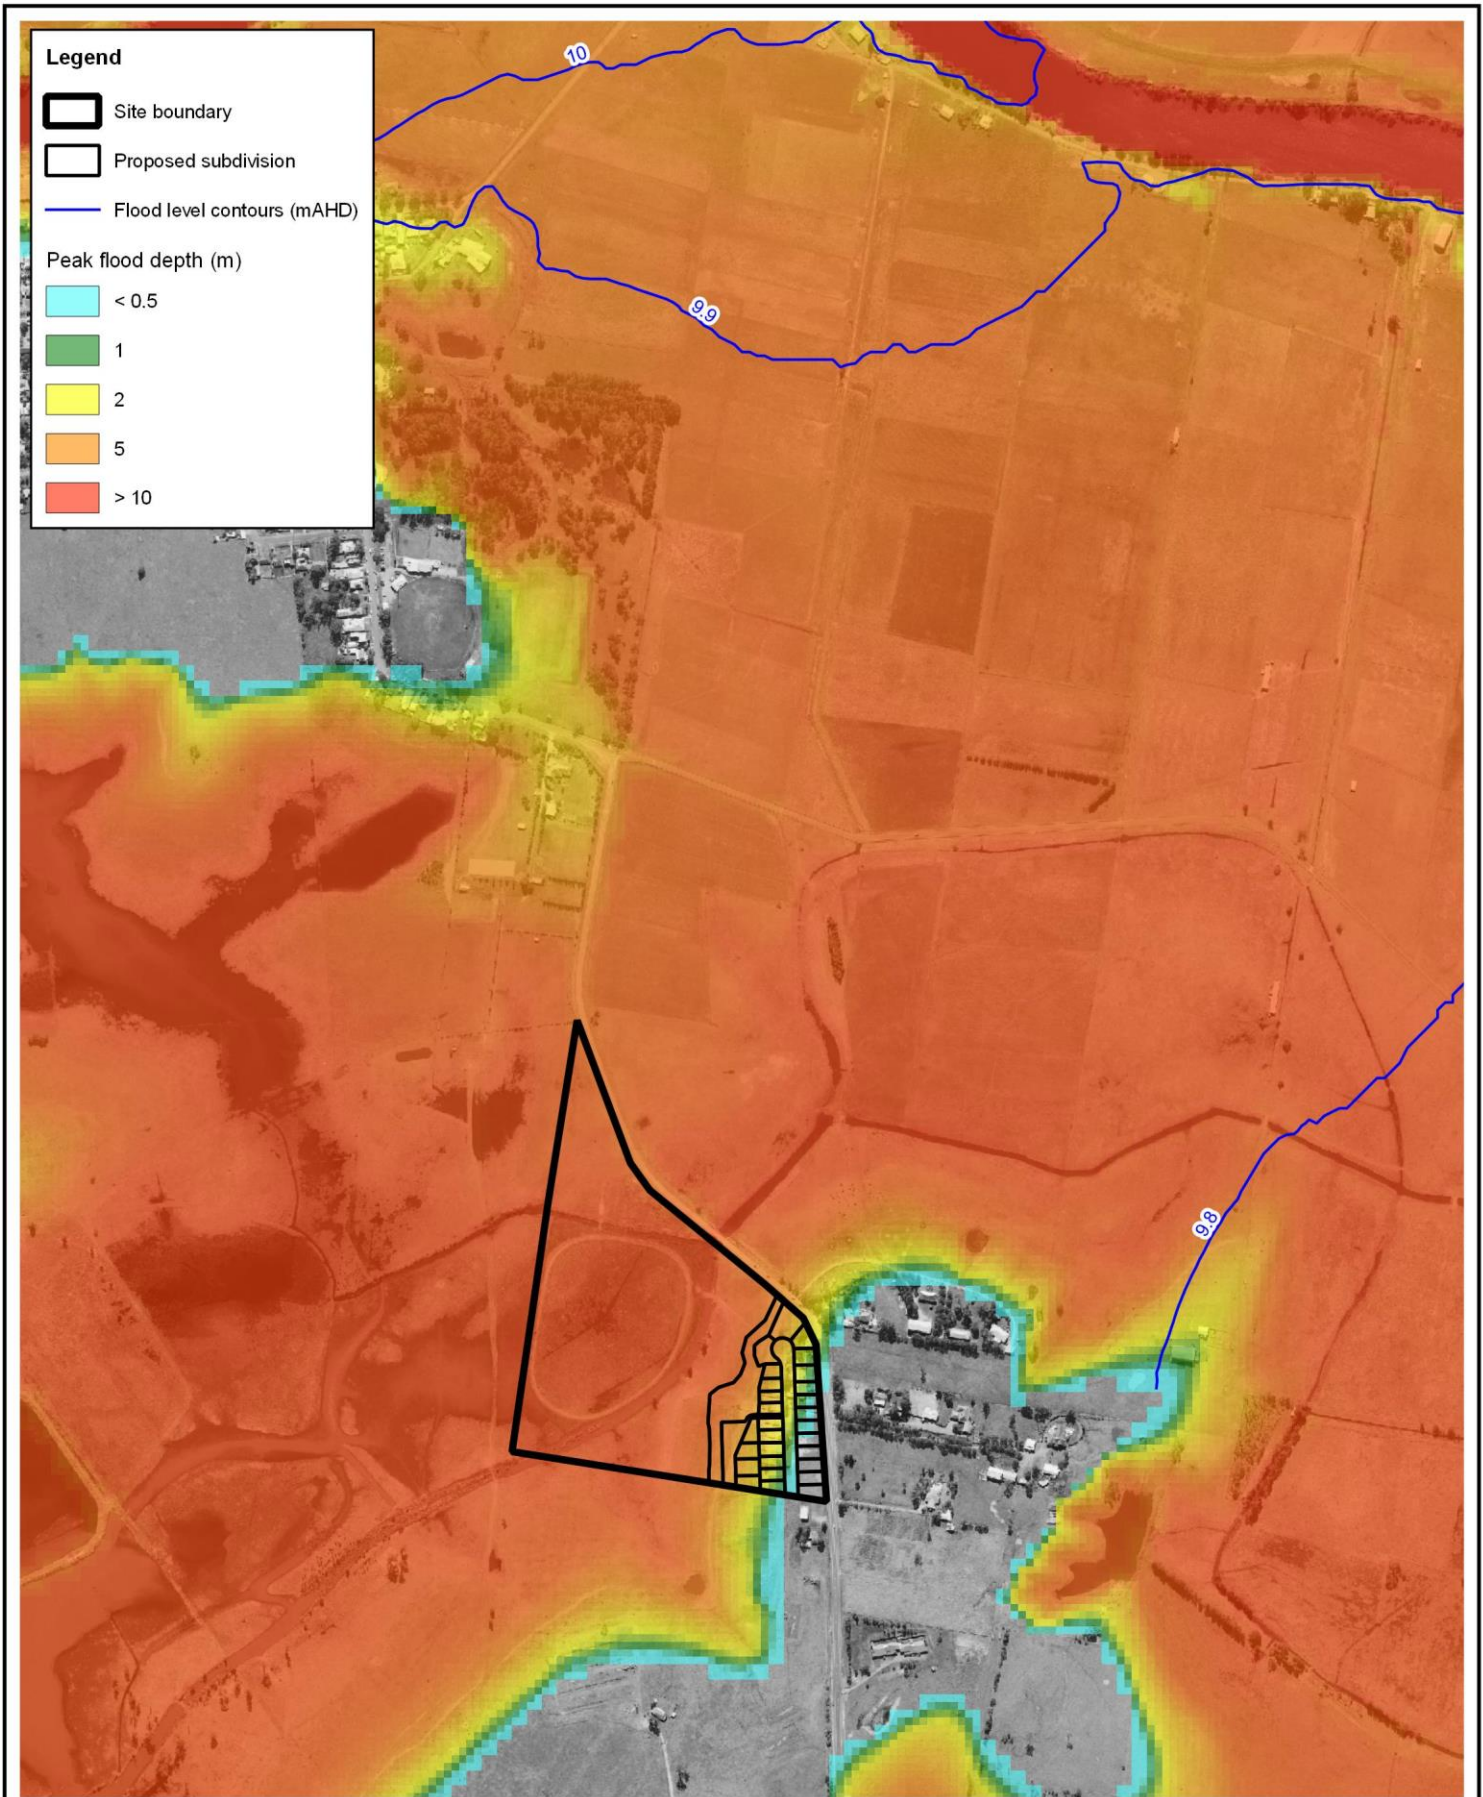 Legend
Site boundary
Proposed subdivision
Flood level contours (mAHD)
Peak flood depth (m)
< 0.5
1
2
5
> 10
10
9.9
9.8